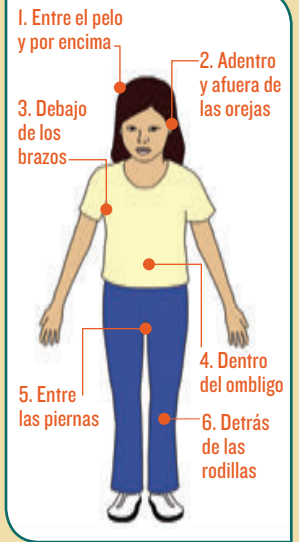 1. Entre el pelo
y por encima
2. Adentro
y afuera de
las orejas
3. Debajo
de los
brazos
4. Dentro
del ombligo
5. Entre
las piernas
6. Detrás
de las
rodillas